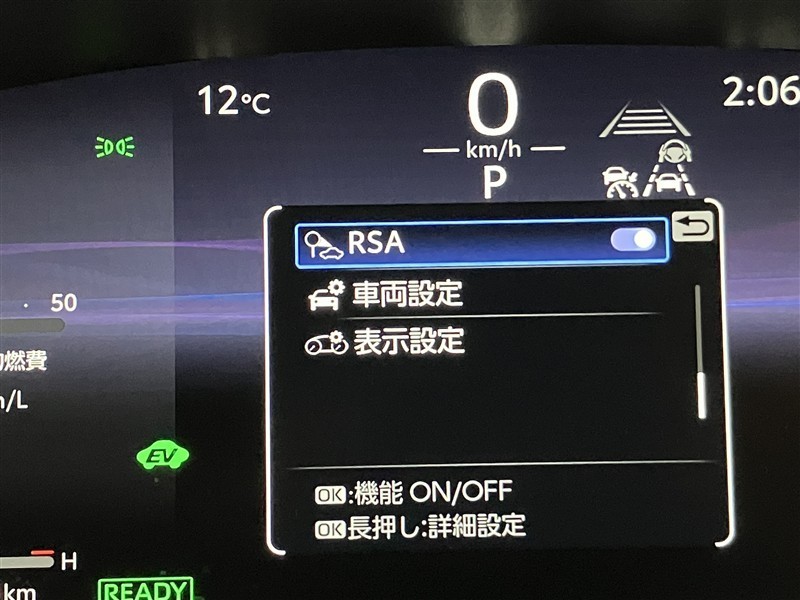 12℃
0
2:06
km/h
P
RSA
車両設定
50
表示設定
燃費
/L
EV
OK:機能 ON/OFF
OK長押し:詳細設定
H
km
READY